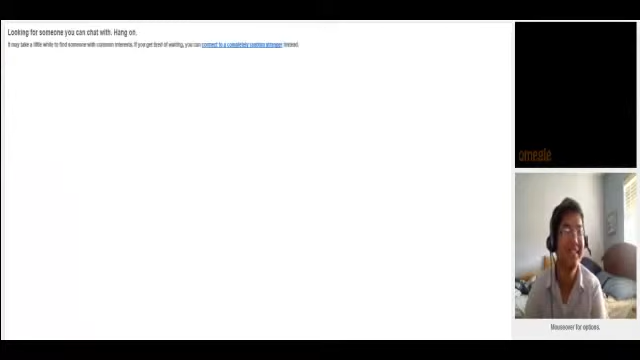 Looking for someone you can chat with. Hang on.
It may take a little while to find someone with common interests. If you get tired of waiting, you can connect to a completely random stranger instead.
omegle
Mouseover for options.